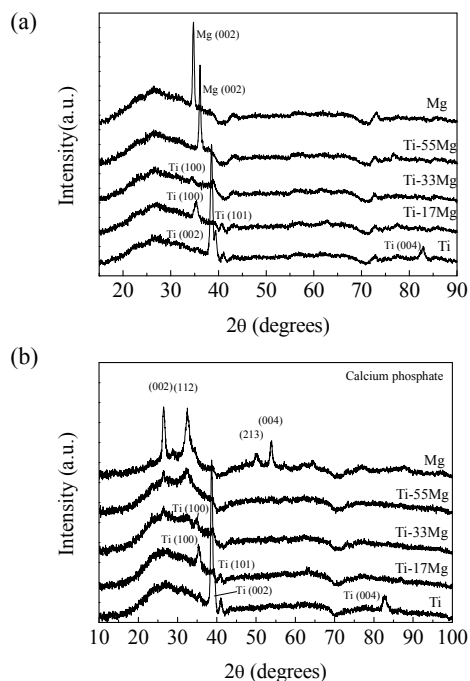 (a)
Mg (002)
Mg (002)
Mg
Ti-55Mg
Ti (100)
Ti-33Mg
Ti (100)
Ti (101)
Ti-17Mg
Ti (002)
Ti (004)
Ti
Intensity(a.u.)
20 30 40 50 60 70 80 90
2θ (degrees)
(b)
Calcium phosphate
(002) (112)
(004)
(213)
Mg
Ti-55Mg
Ti (100)
Ti-33Mg
Ti (100)
Ti (101)
Ti-17Mg
Ti (002)
Ti (004)
Ti
Intensity (a.u.)
10 20 30 40 50 60 70 80 90 100
2θ (degrees)